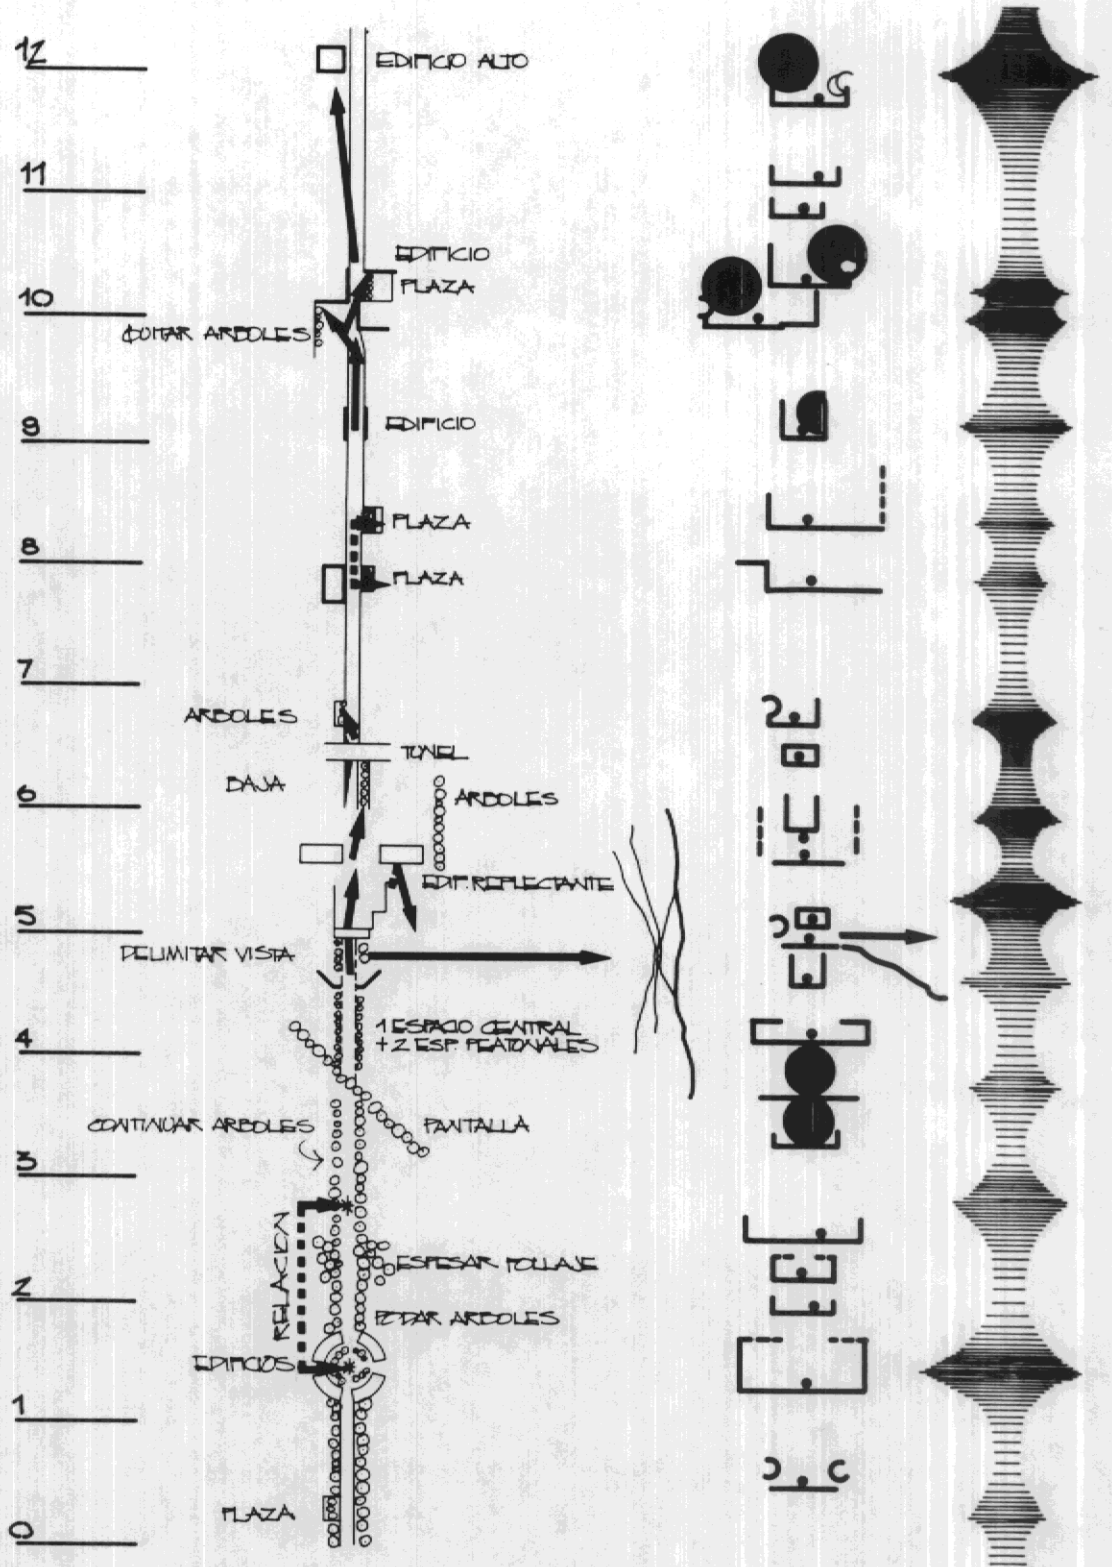 12
EDIFICIO ALTO
11
EDIFICIO
PLAZA
10
QUITAR ARBOLES
9
EDIFICIO
PLAZA
8
PLAZA
7
ARBOLES
TUNEL
BAJA
6
ARBOLES
EDIF. REFLECTANTE
5
DELIMITAR VISTA
1 ESPACIO CENTRAL
+ 2 ESP. PEATONALES
4
CONTINUAR ARBOLES
PANTALLA
3
RELACION
ESPESAR FOLLAJE
2
PODAR ARBOLES
EDIFICIOS
1
PLAZA
0